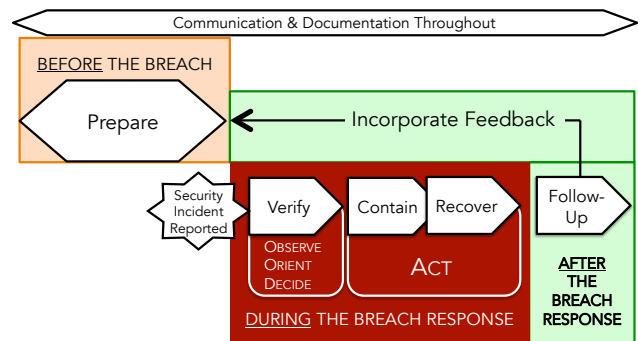 Communication & Documentation Throughout
BEFORE THE BREACH
Prepare
Incorporate Feedback
Security
Incident
Reported
Verify
Contain
Recover
Follow-
Up
OBSERVE
ORIENT
DECIDE
ACT
AFTER
THE
BREACH
RESPONSE
DURING THE BREACH RESPONSE